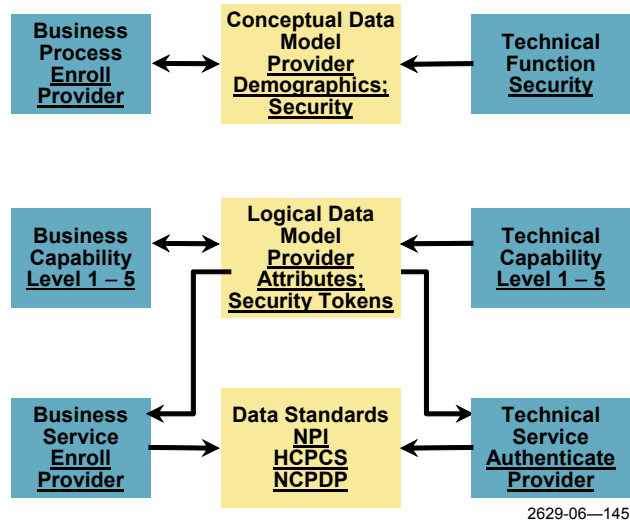 Business
Process
Enroll
Provider
Conceptual Data
Model
Provider
Demographics;
Security
Technical
Function
Security
Business
Capability
Level 1 – 5
Logical Data
Model
Provider
Attributes;
Security Tokens
Technical
Capability
Level 1 – 5
Business
Service
Enroll
Provider
Data Standards
NPI
HCPCS
NCPDP
Technical
Service
Authenticate
Provider
2629-06—145